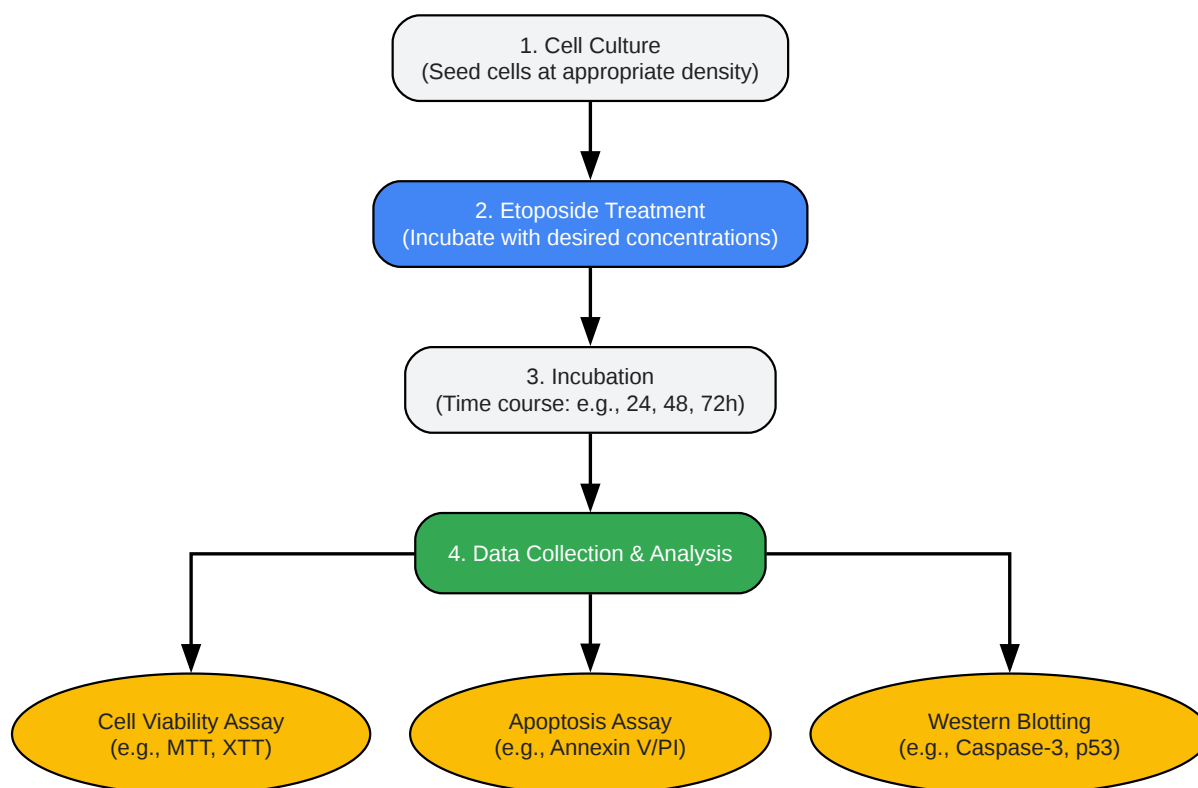 1. Cell Culture
(Seed cells at appropriate density)
2. Etoposide Treatment
(Incubate with desired concentrations)
3. Incubation
(Time course: e.g., 24, 48, 72h)
4. Data Collection & Analysis
Cell Viability Assay
(e.g., MTT, XTT)
Apoptosis Assay
(e.g., Annexin V/PI)
Western Blotting
(e.g., Caspase-3, p53)